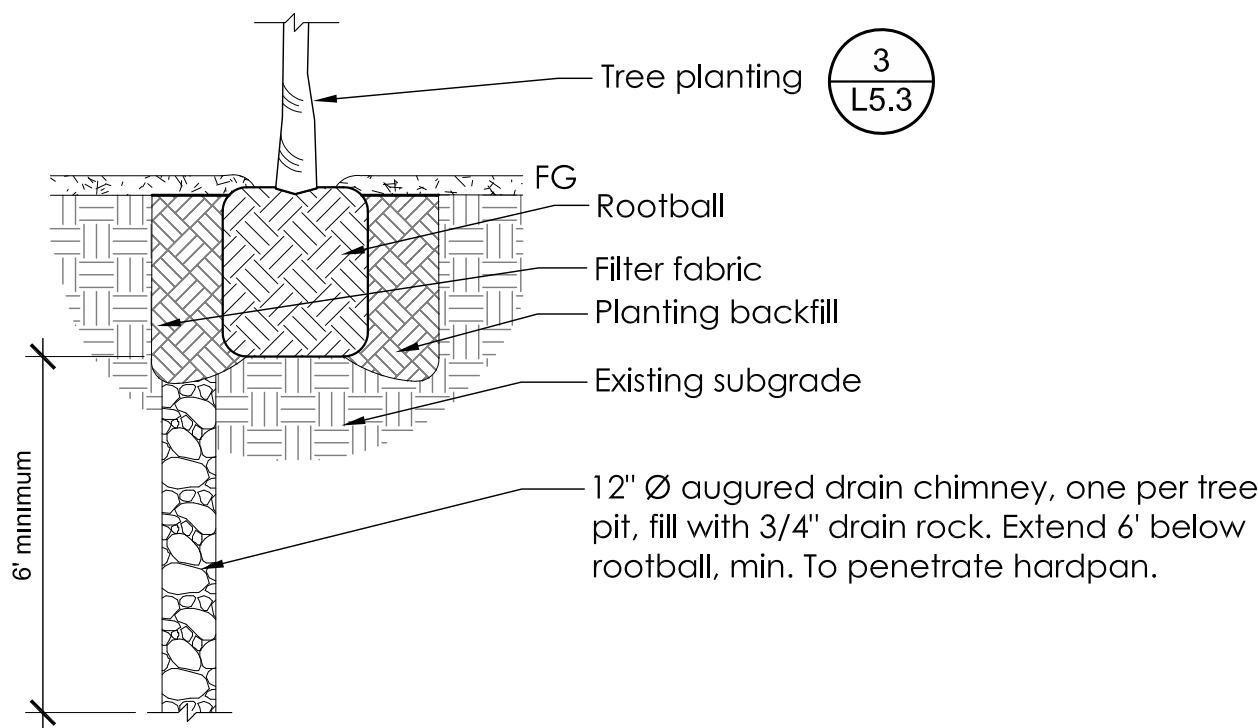 Tree planting
3
L5.3
FG
Rootball
Filter fabric
Planting backfill
Existing subgrade
12" Ø augured drain chimney, one per tree
pit, fill with 3/4" drain rock. Extend 6' below
rootball, min. To penetrate hardpan.
6' minimum